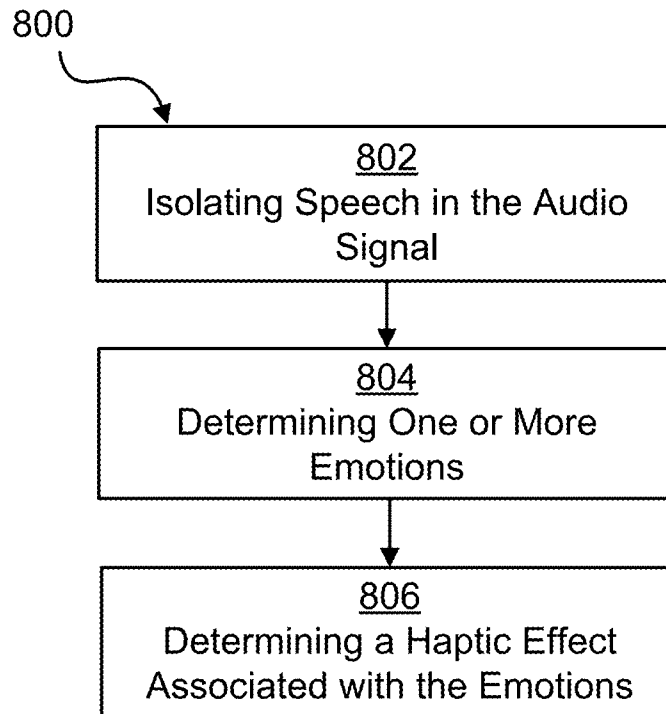 800
802
Isolating Speech in the Audio
Signal
804
Determining One or More
Emotions
806
Determining a Haptic Effect
Associated with the Emotions